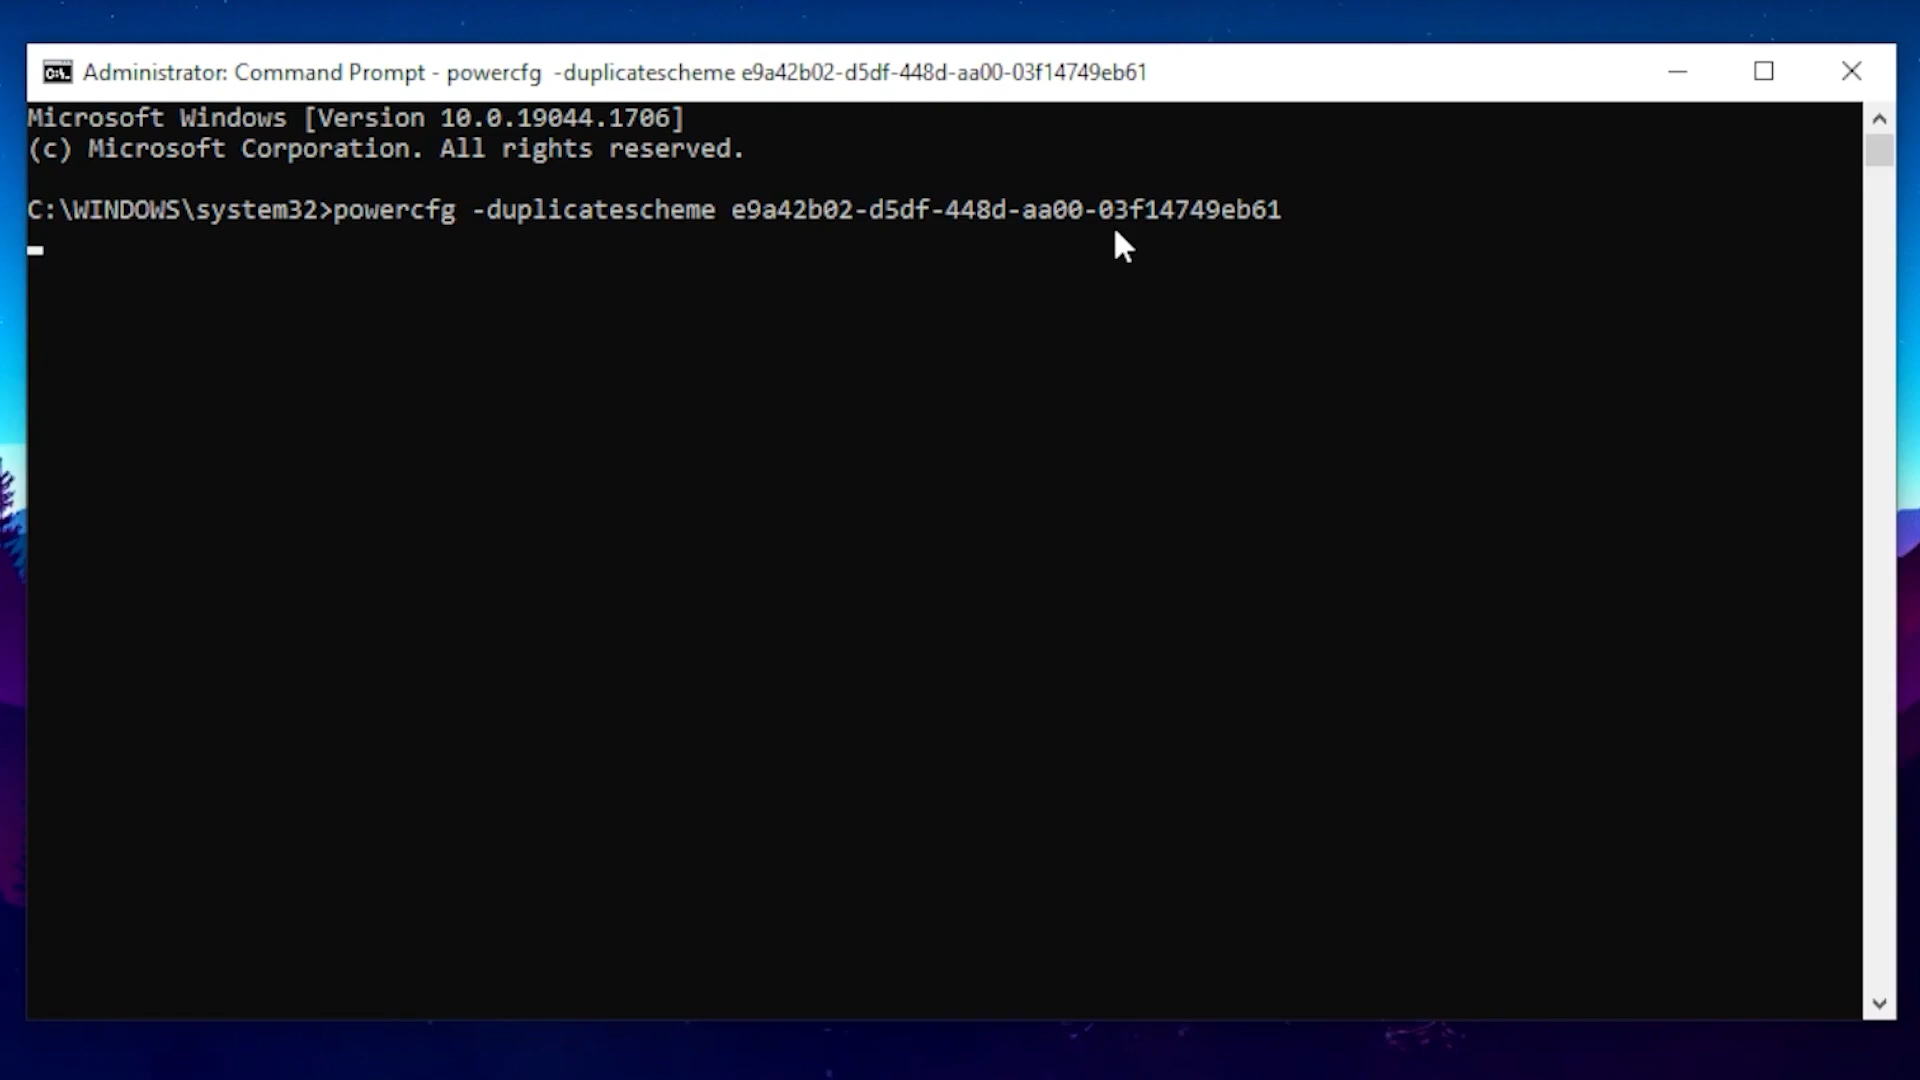 Administrator: Command Prompt - powercfg  -duplicatescheme e9a42b02-d5df-448d-aa00-03f14749eb61
Microsoft Windows [Version 10.0.19044.1706]
(c) Microsoft Corporation. All rights reserved.
C:\WINDOWS\system32>powercfg -duplicatescheme e9a42b02-d5df-448d-aa00-03f14749eb61